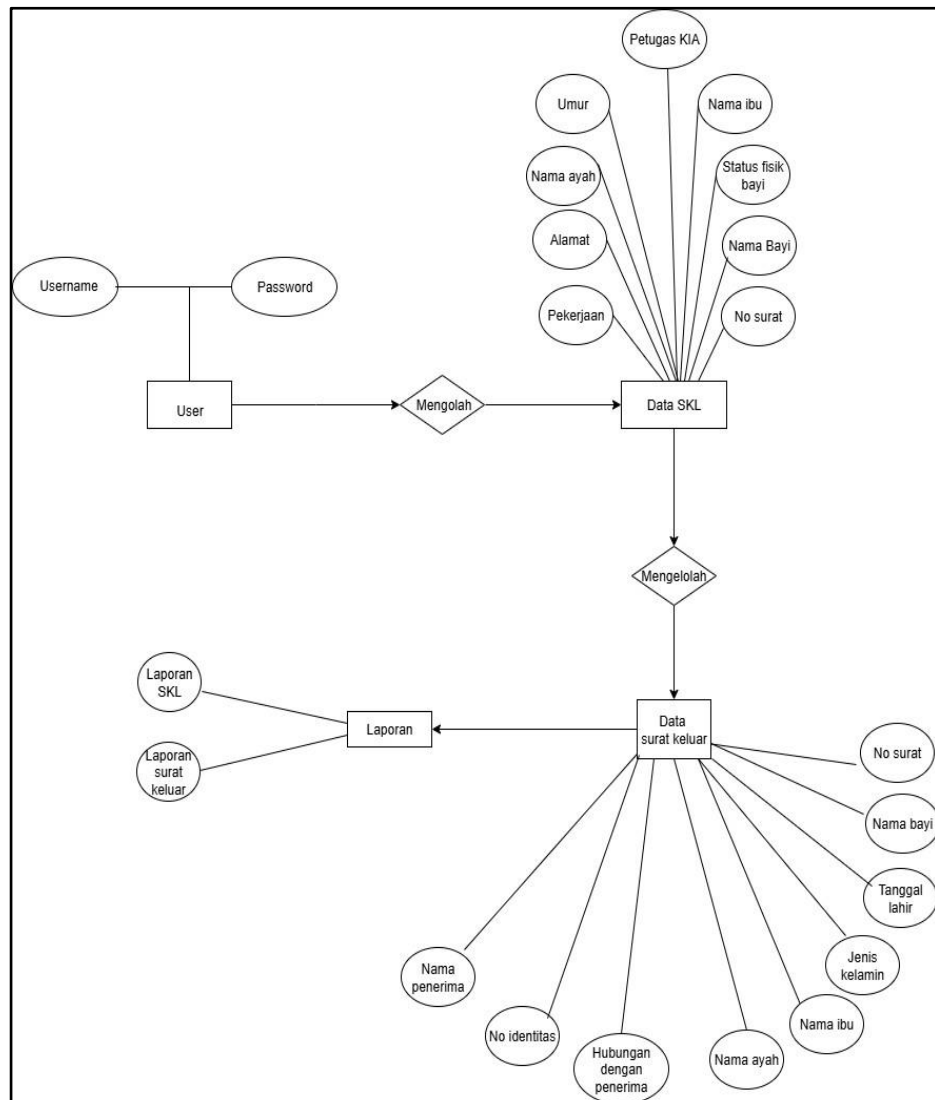 Petugas KIA
Umur
Nama ibu
Nama ayah
Status fisik
bayi
Alamat
Nama Bayi
Username
Password
Pekerjaan
No surat
User
Mengolah
Data SKL
Mengelolah
Laporan
SKL
Laporan
Data
surat keluar
Laporan
surat
keluar
No surat
Nama bayi
Tanggal
lahir
Jenis
kelamin
Nama
penerima
Nama ibu
No identitas
Hubungan
dengan
penerima
Nama ayah